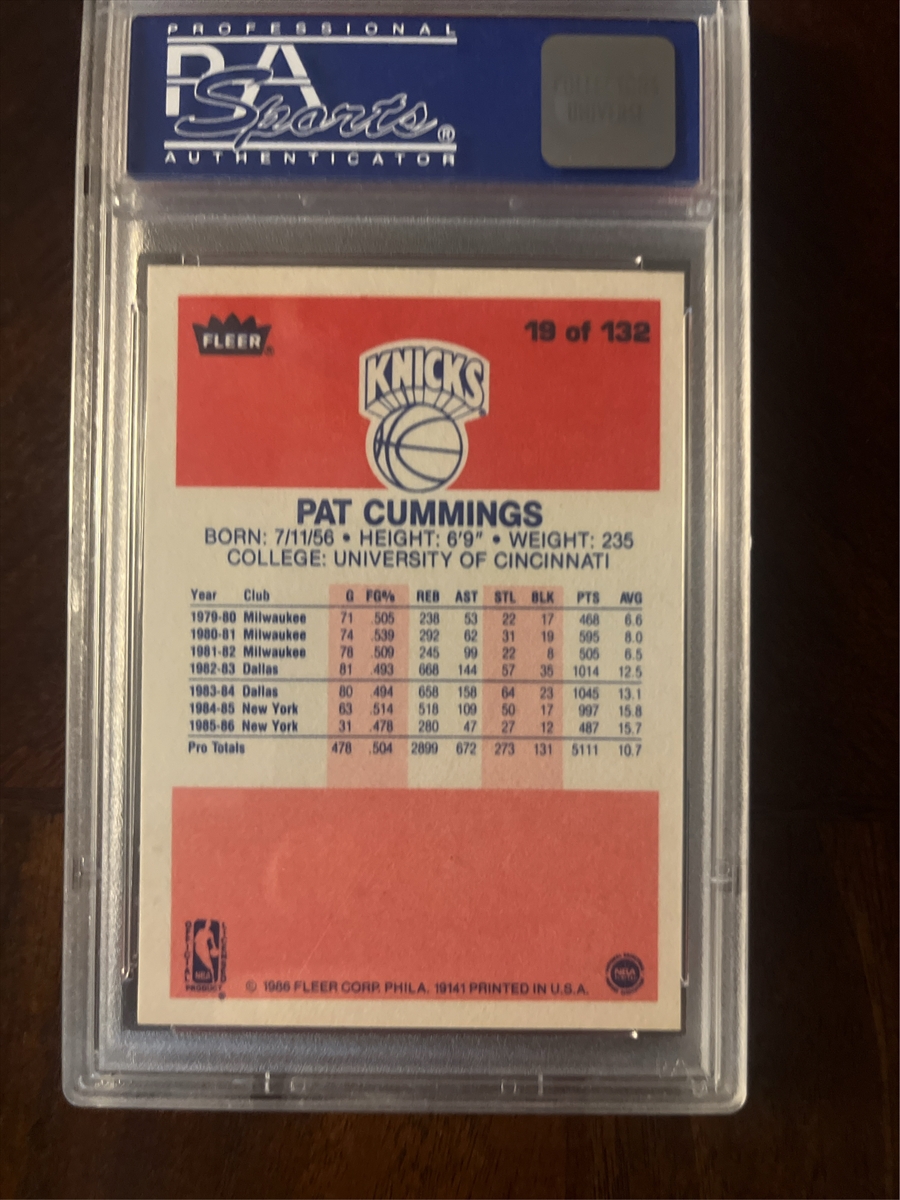 PROFESSIONAL
PSA
Sports®
AUTHENTICATOR
COLLECTORS
UNIVERSE
FLEER®
19 of 132
KNICKS
PAT CUMMINGS
BORN: 7/11/56 • HEIGHT: 6'9" • WEIGHT: 235
COLLEGE: UNIVERSITY OF CINCINNATI
Year Club G FG% REB AST STL BLK PTS AVG
1979-80 Milwaukee 71 .505 238 53 22 17 468 6.6
1980-81 Milwaukee 74 .539 292 62 31 19 595 8.0
1981-82 Milwaukee 78 .509 245 99 22 8 505 6.5
1982-83 Dallas 81 .493 668 144 57 35 1014 12.5
1983-84 Dallas 80 .494 658 158 64 23 1045 13.1
1984-85 New York 63 .514 518 109 50 17 997 15.8
1985-86 New York 31 .478 280 47 27 12 487 15.7
Pro Totals 478 .504 2899 672 273 131 5111 10.7
OFFICIAL
LICENSED
NBA
PRODUCT
© 1986 FLEER CORP. PHILA. 19141 PRINTED IN U.S.A.